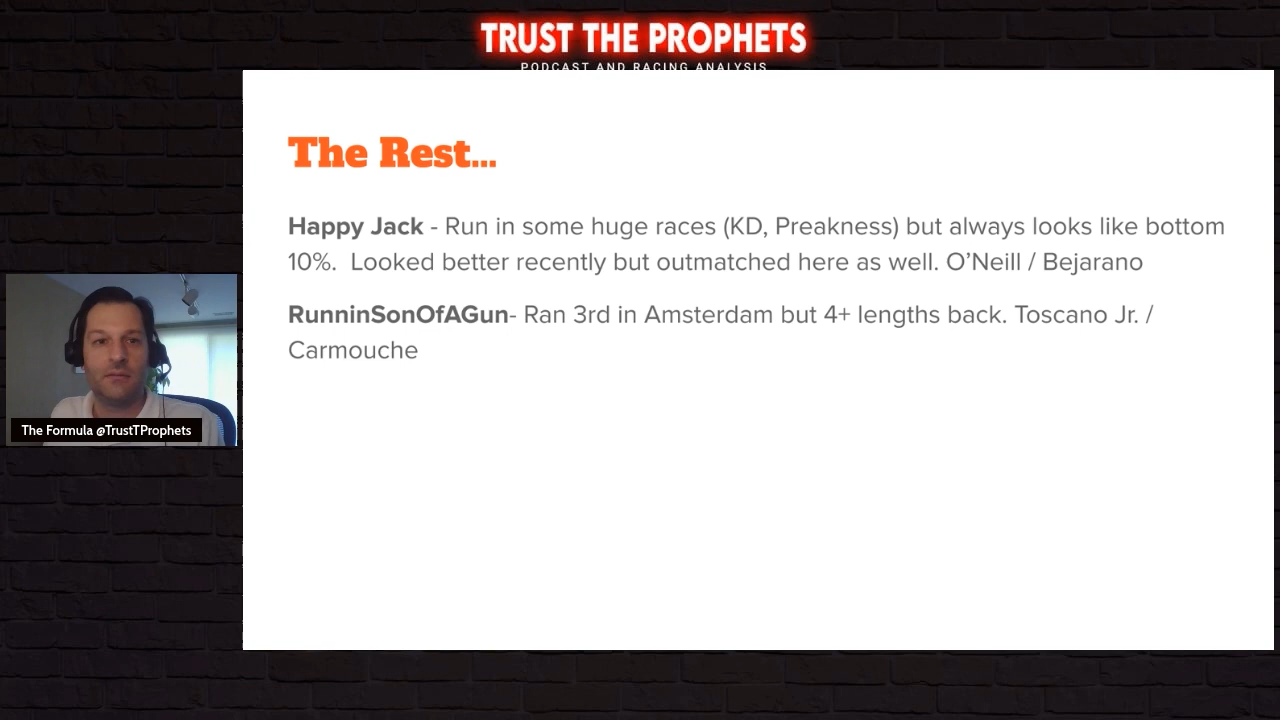 TRUST THE PROPHETS
PODCAST AND RACING ANALYSIS
The Rest...
Happy Jack - Run in some huge races (KD, Preakness) but always looks like bottom
10%. Looked better recently but outmatched here as well. O’Neill / Bejarano
RunninSonOfAGun- Ran 3rd in Amsterdam but 4+ lengths back. Toscano Jr. /
Carmouche
The Formula @TrustTProphets